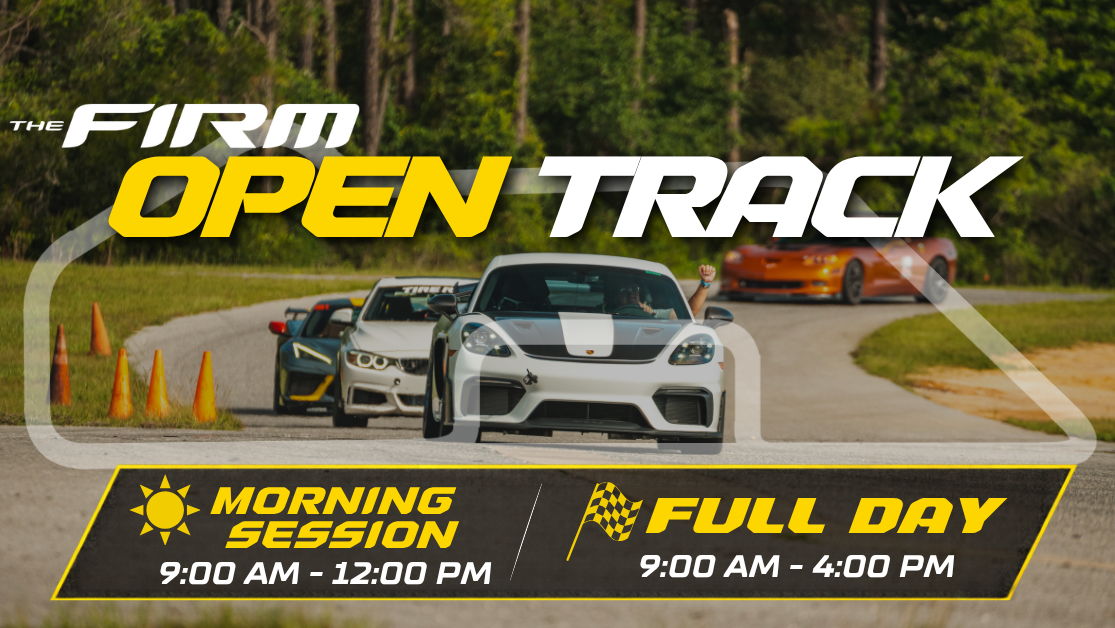 THE FIRM
OPEN TRACK
TIRE R
MORNING
SESSION
9:00 AM - 12:00 PM
FULL DAY
9:00 AM - 4:00 PM